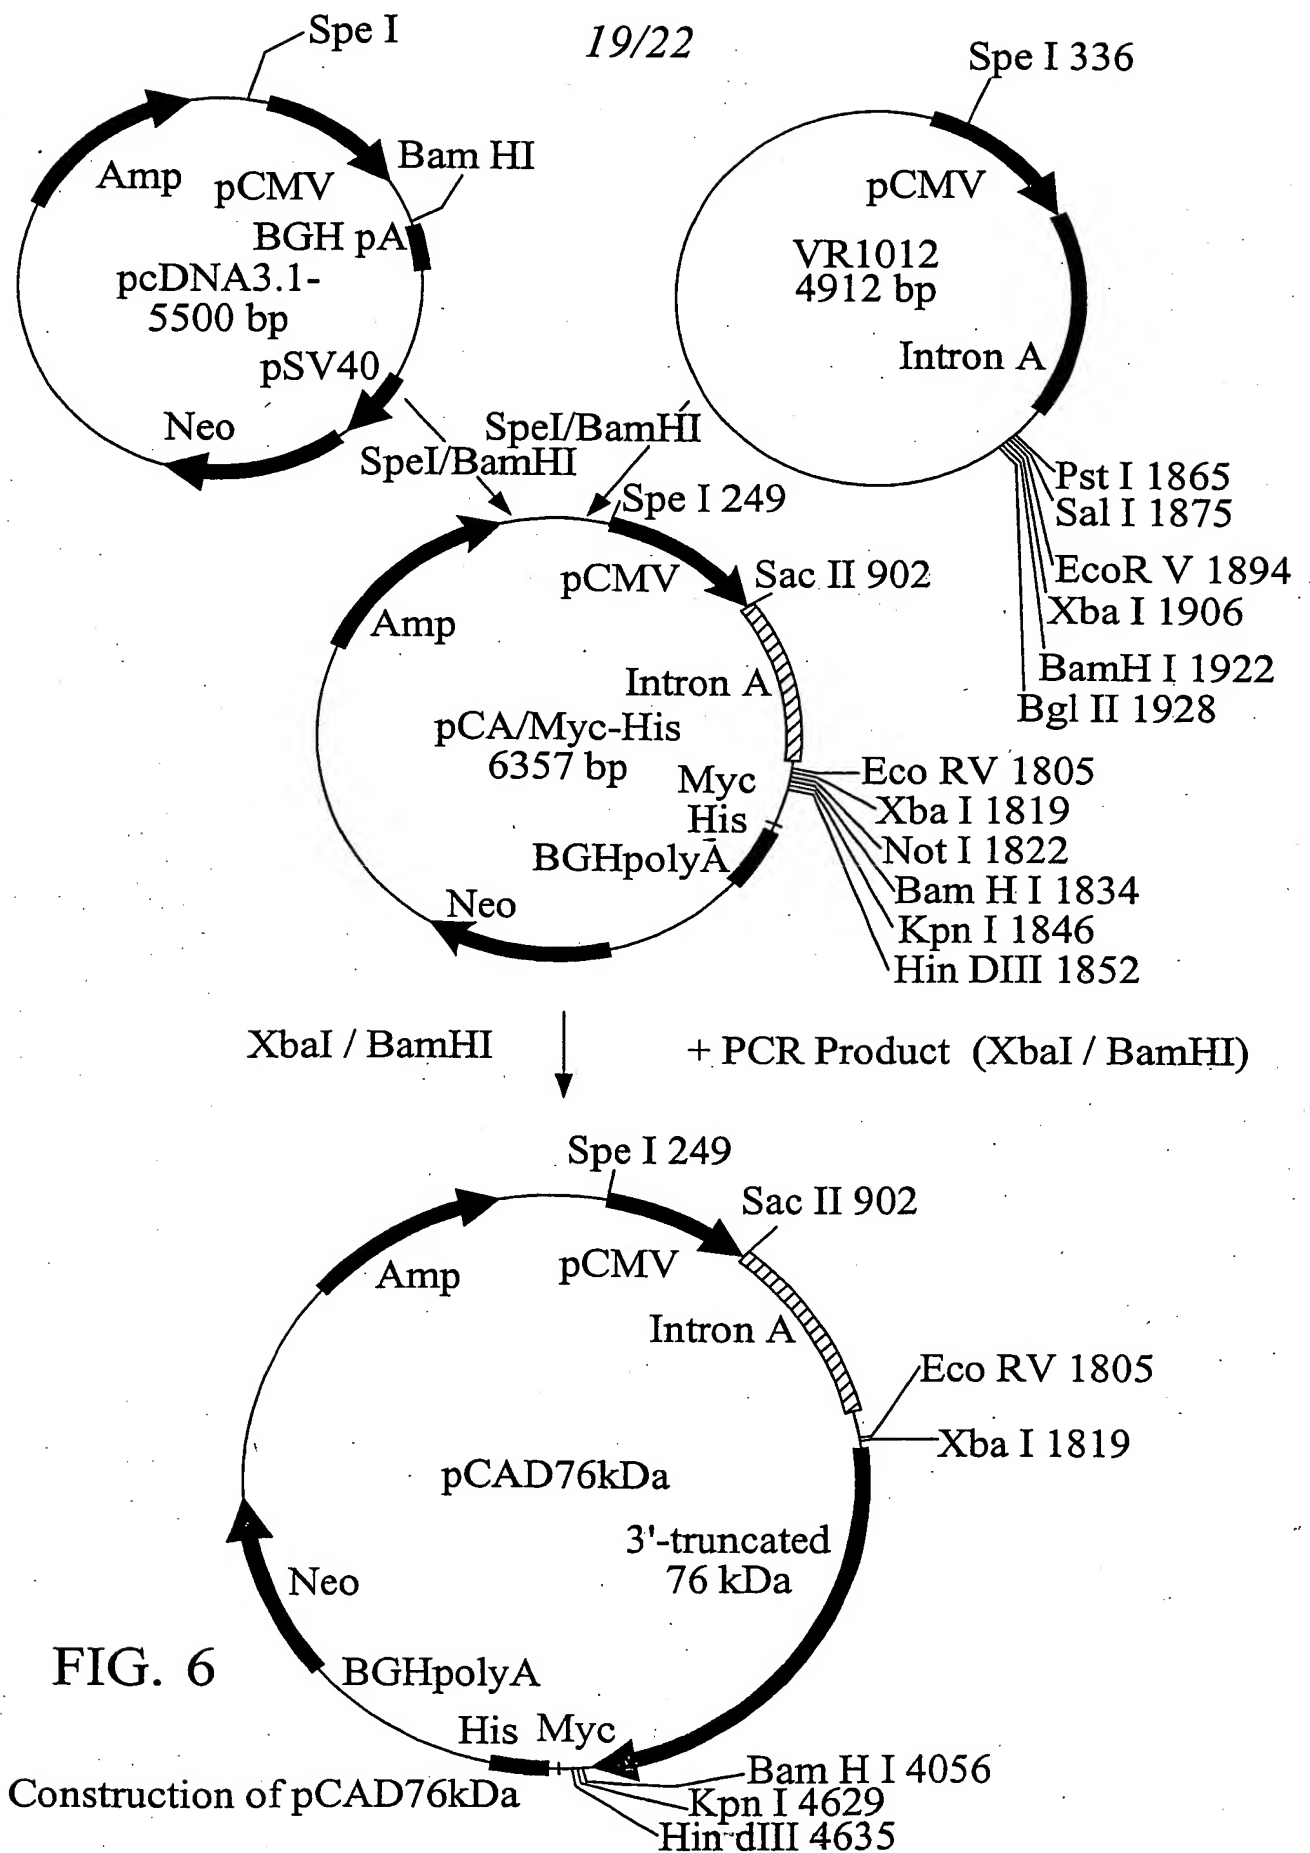 19/22
Spe I
Amp
pCMV
Bam HI
BGH pA
pcDNA3.1-
5500 bp
pSV40
Neo
SpeI/BamHI
Spe I 336
pCMV
VR1012
4912 bp
Intron A
SpeI/BamHI
Pst I 1865
Sal I 1875
EcoR V 1894
Xba I 1906
BamH I 1922
Bgl II 1928
Spe I 249
pCMV
Sac II 902
Amp
Intron A
pCA/Myc-His
6357 bp
Myc
His
BGHpolyA
Neo
Eco RV 1805
Xba I 1819
Not I 1822
Bam H I 1834
Kpn I 1846
Hin DIII 1852
XbaI / BamHI
+ PCR Product (XbaI / BamHI)
Spe I 249
Sac II 902
Amp
pCMV
Intron A
Eco RV 1805
Xba I 1819
pCAD76kDa
3'-truncated
76 kDa
Neo
BGHpolyA
His Myc
Bam H I 4056
Kpn I 4629
Hin dIII 4635
FIG. 6
Construction of pCAD76kDa